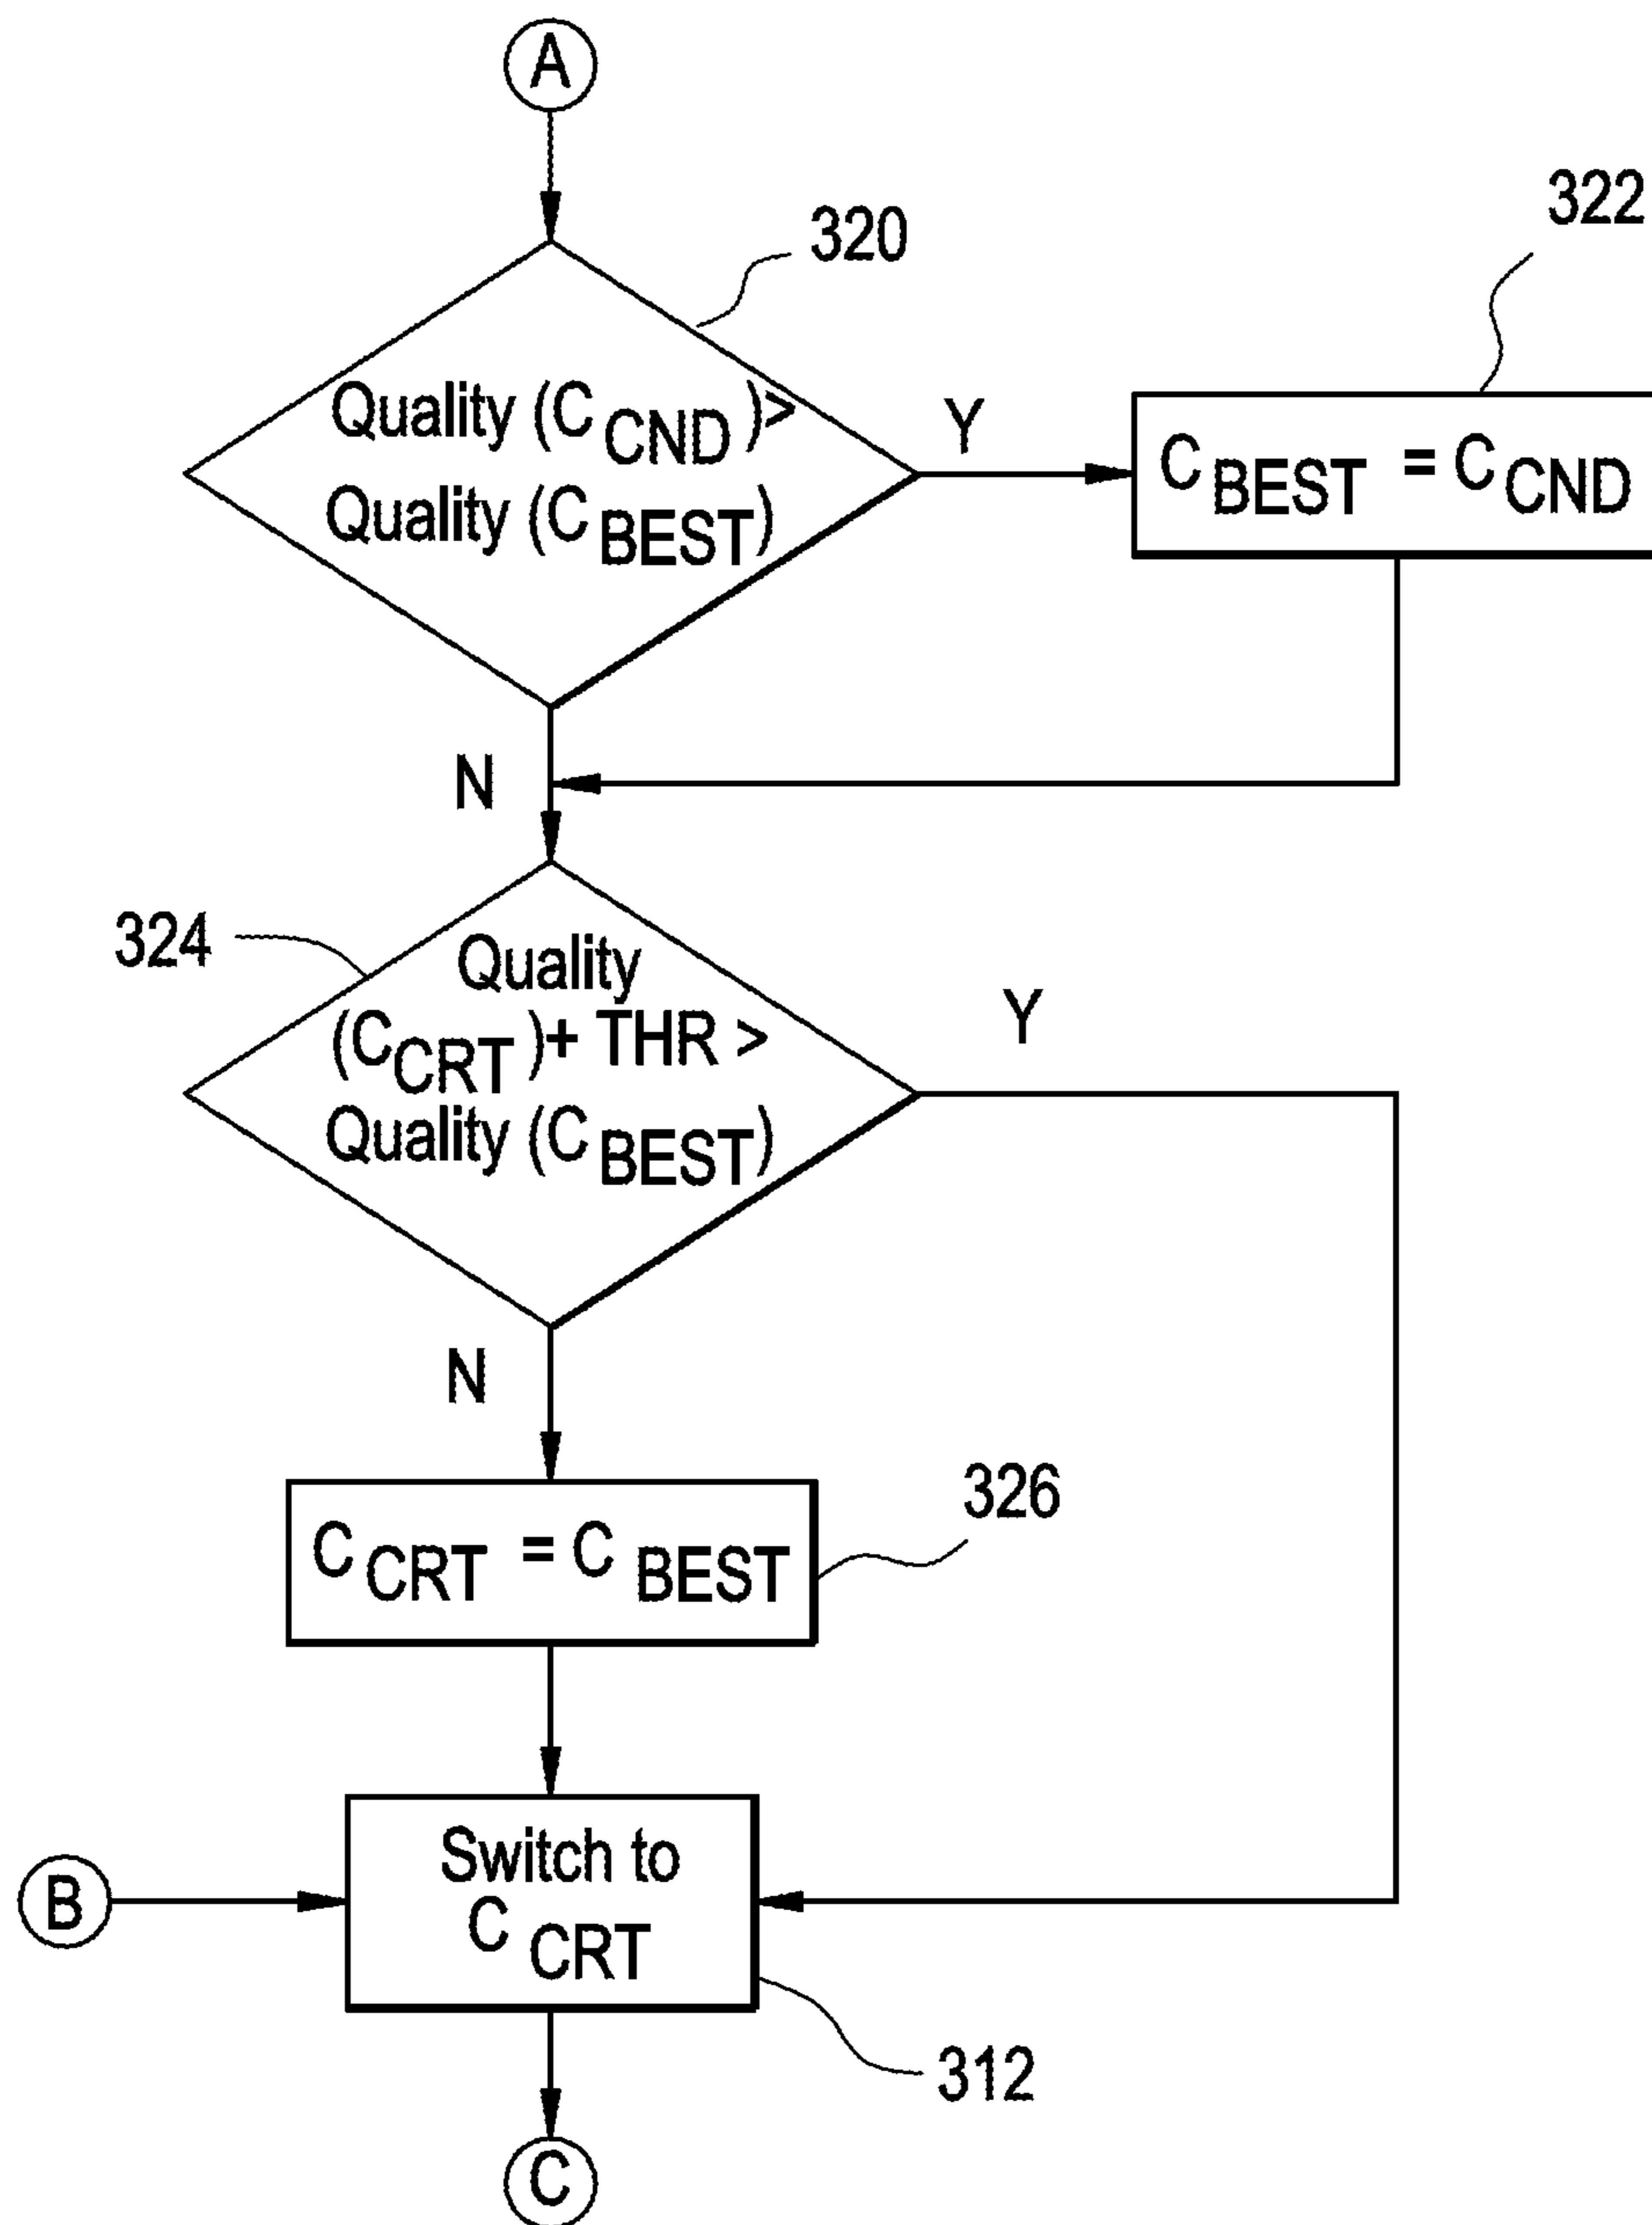 A
320
322
Quality (C CND)>
Quality (C BEST)
Y
C BEST = C CND
N
324
Quality
(C CRT)+ THR >
Quality (C BEST)
Y
N
326
C CRT = C BEST
Switch to
C CRT
B
312
C